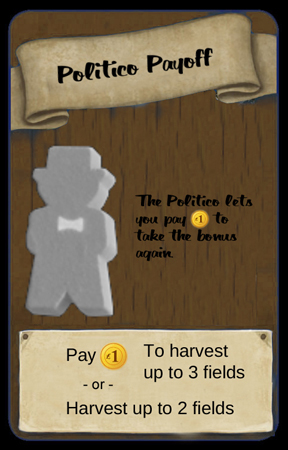 Politico Payoff
The Politico lets
you pay £1 to
take the bonus
again.
Pay £1 To harvest
up to 3 fields
- or -
Harvest up to 2 fields